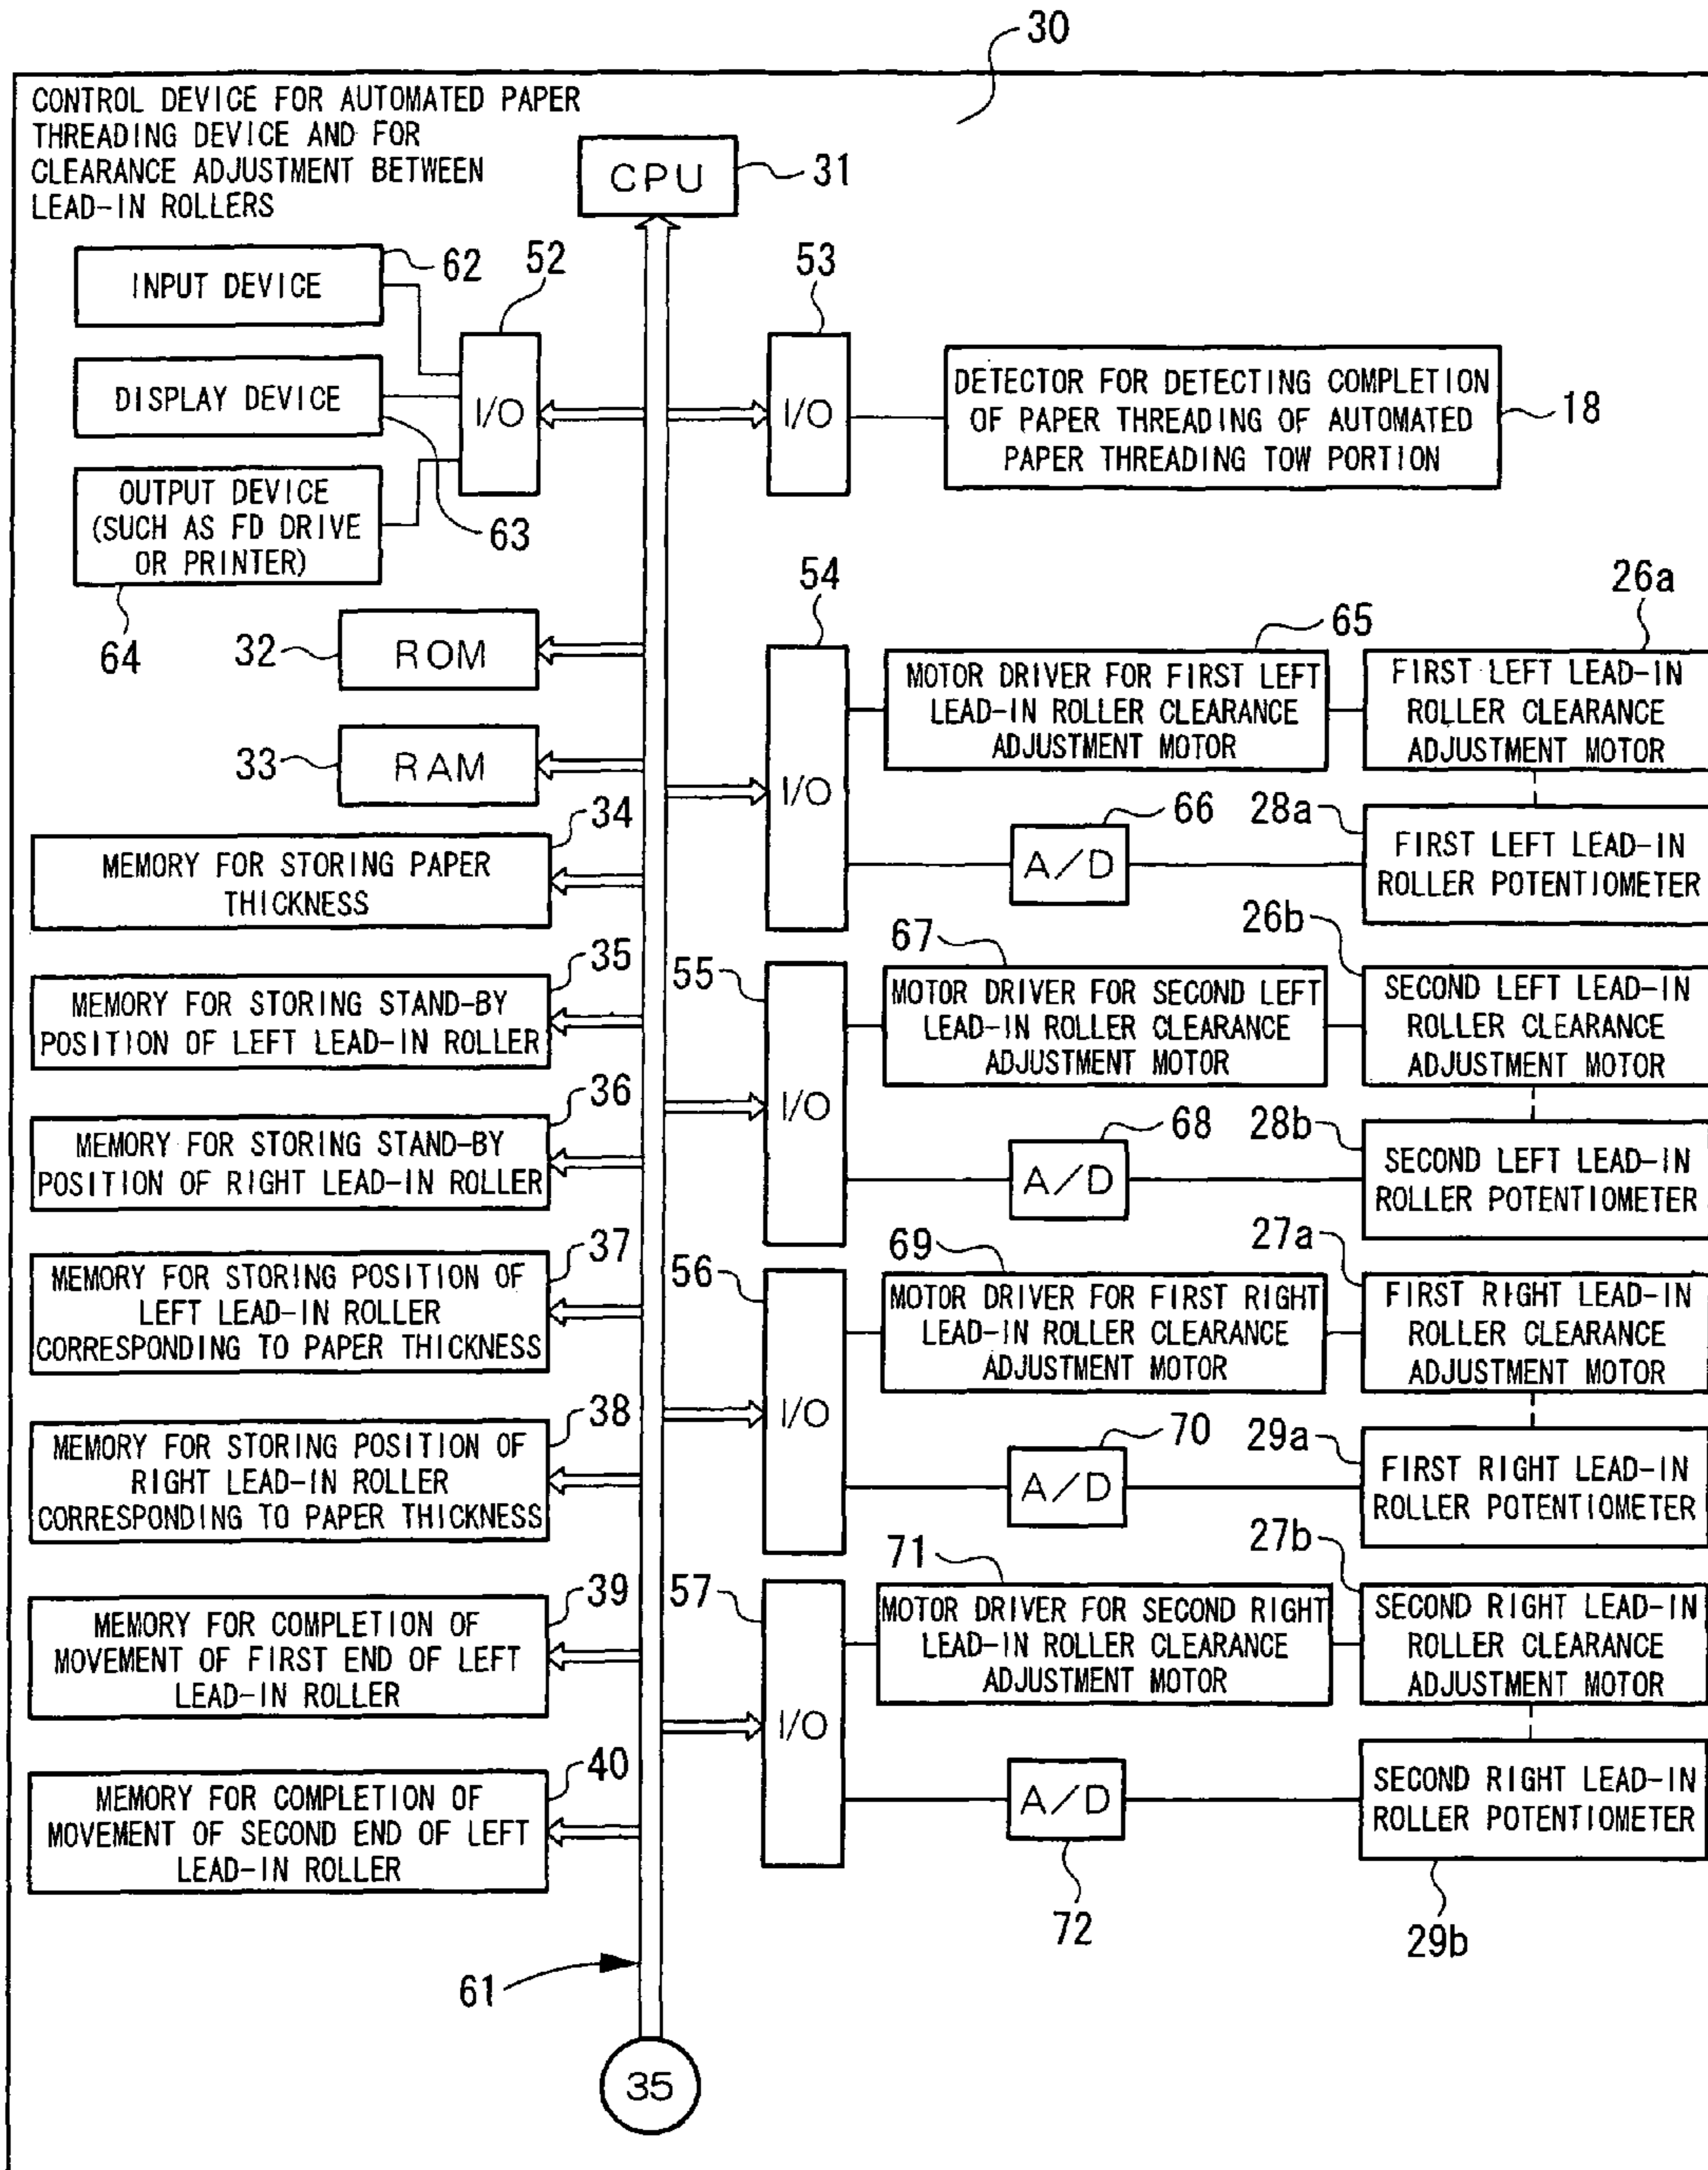 30
CONTROL DEVICE FOR AUTOMATED PAPER
THREADING DEVICE AND FOR
CLEARANCE ADJUSTMENT BETWEEN
LEAD-IN ROLLERS
CPU
31
INPUT DEVICE
62
52
53
DISPLAY DEVICE
63
I/O
I/O
DETECTOR FOR DETECTING COMPLETION
OF PAPER THREADING OF AUTOMATED
PAPER THREADING TOW PORTION
18
OUTPUT DEVICE
(SUCH AS FD DRIVE
OR PRINTER)
64
32
ROM
33
RAM
34
MEMORY FOR STORING PAPER
THICKNESS
35
MEMORY FOR STORING STAND-BY
POSITION OF LEFT LEAD-IN ROLLER
36
MEMORY FOR STORING STAND-BY
POSITION OF RIGHT LEAD-IN ROLLER
37
MEMORY FOR STORING POSITION OF
LEFT LEAD-IN ROLLER
CORRESPONDING TO PAPER THICKNESS
38
MEMORY FOR STORING POSITION OF
RIGHT LEAD-IN ROLLER
CORRESPONDING TO PAPER THICKNESS
39
MEMORY FOR COMPLETION OF
MOVEMENT OF FIRST END OF LEFT
LEAD-IN ROLLER
40
MEMORY FOR COMPLETION OF
MOVEMENT OF SECOND END OF LEFT
LEAD-IN ROLLER
61
35
54
I/O
65
MOTOR DRIVER FOR FIRST LEFT
LEAD-IN ROLLER CLEARANCE
ADJUSTMENT MOTOR
26a
FIRST LEFT LEAD-IN
ROLLER CLEARANCE
ADJUSTMENT MOTOR
66
A/D
28a
FIRST LEFT LEAD-IN
ROLLER POTENTIOMETER
55
I/O
67
MOTOR DRIVER FOR SECOND LEFT
LEAD-IN ROLLER CLEARANCE
ADJUSTMENT MOTOR
26b
SECOND LEFT LEAD-IN
ROLLER CLEARANCE
ADJUSTMENT MOTOR
68
A/D
28b
SECOND LEFT LEAD-IN
ROLLER POTENTIOMETER
56
I/O
69
MOTOR DRIVER FOR FIRST RIGHT
LEAD-IN ROLLER CLEARANCE
ADJUSTMENT MOTOR
27a
FIRST RIGHT LEAD-IN
ROLLER CLEARANCE
ADJUSTMENT MOTOR
70
A/D
29a
FIRST RIGHT LEAD-IN
ROLLER POTENTIOMETER
57
I/O
71
MOTOR DRIVER FOR SECOND RIGHT
LEAD-IN ROLLER CLEARANCE
ADJUSTMENT MOTOR
27b
SECOND RIGHT LEAD-IN
ROLLER CLEARANCE
ADJUSTMENT MOTOR
A/D
72
SECOND RIGHT LEAD-IN
ROLLER POTENTIOMETER
29b